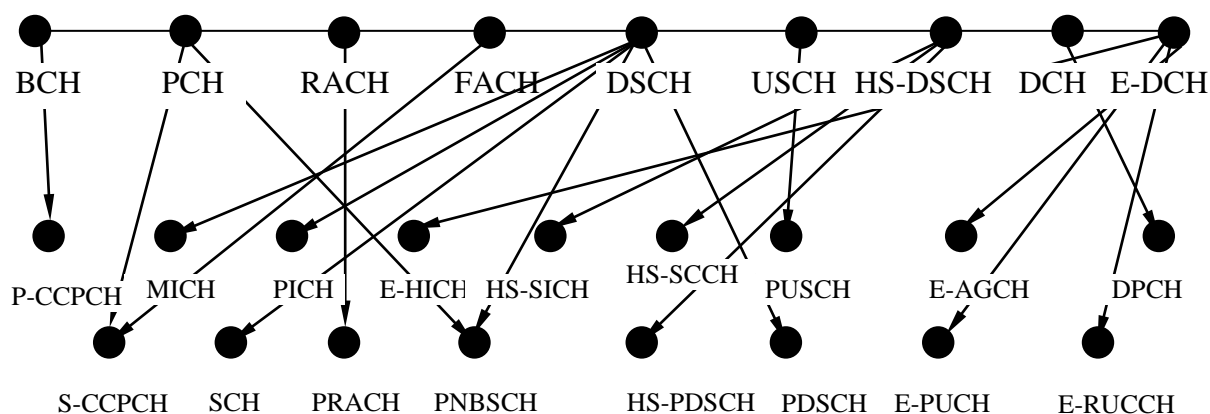 BCH PCH RACH FACH DSCH USCH HS-DSCH DCH E-DCH
P-CCPCH MICH PICH E-HICH HS-SICH HS-SCCH PUSCH E-AGCH DPCH
S-CCPCH SCH PRACH PNBSCH HS-PDSCH PDSCH E-PUCH E-RUCCH